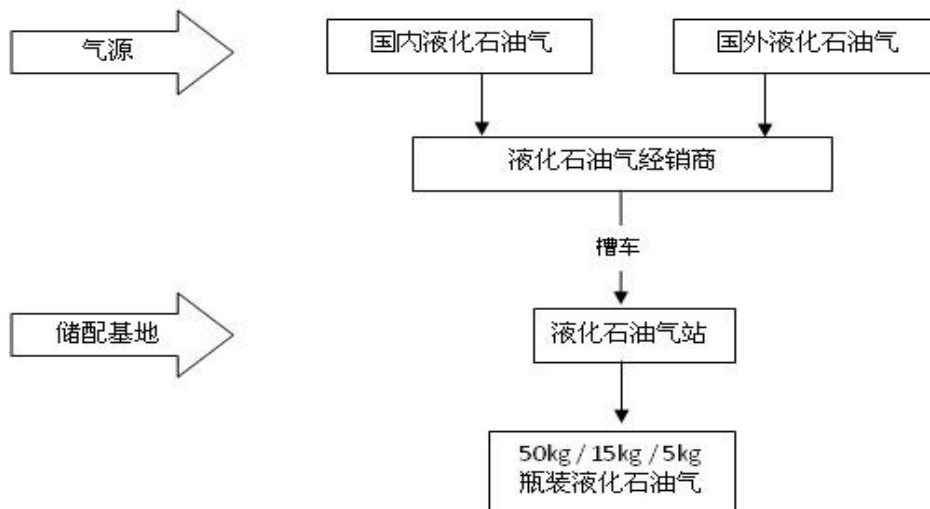 气源
国内液化石油气
国外液化石油气
液化石油气经销商
槽车
储配基地
液化石油气站
50kg / 15kg / 5kg
瓶装液化石油气